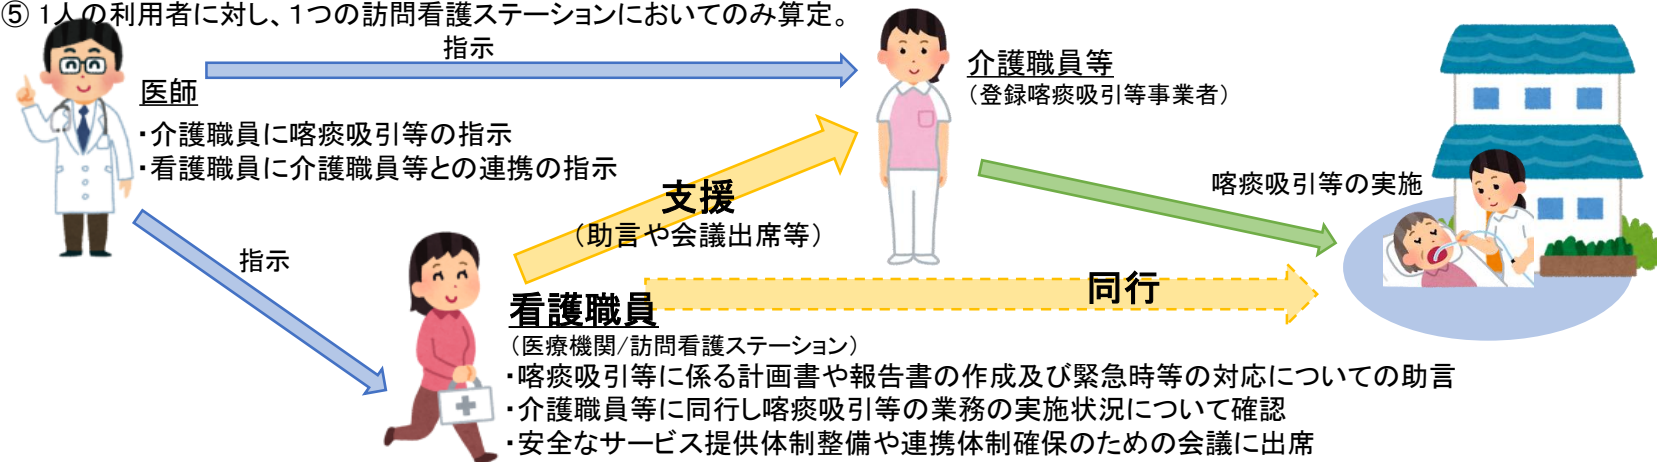 ⑤ 1人の利用者に対し、1つの訪問看護ステーションにおいてのみ算定。
指示
医師
・介護職員に喀痰吸引等の指示
・看護職員に介護職員等との連携の指示
介護職員等
（登録喀痰吸引等事業者）
支援
（助言や会議出席等）
喀痰吸引等の実施
指示
同行
看護職員
（医療機関/訪問看護ステーション）
・喀痰吸引等に係る計画書や報告書の作成及び緊急時等の対応についての助言
・介護職員等に同行し喀痰吸引等の業務の実施状況について確認
・安全なサービス提供体制整備や連携体制確保のための会議に出席